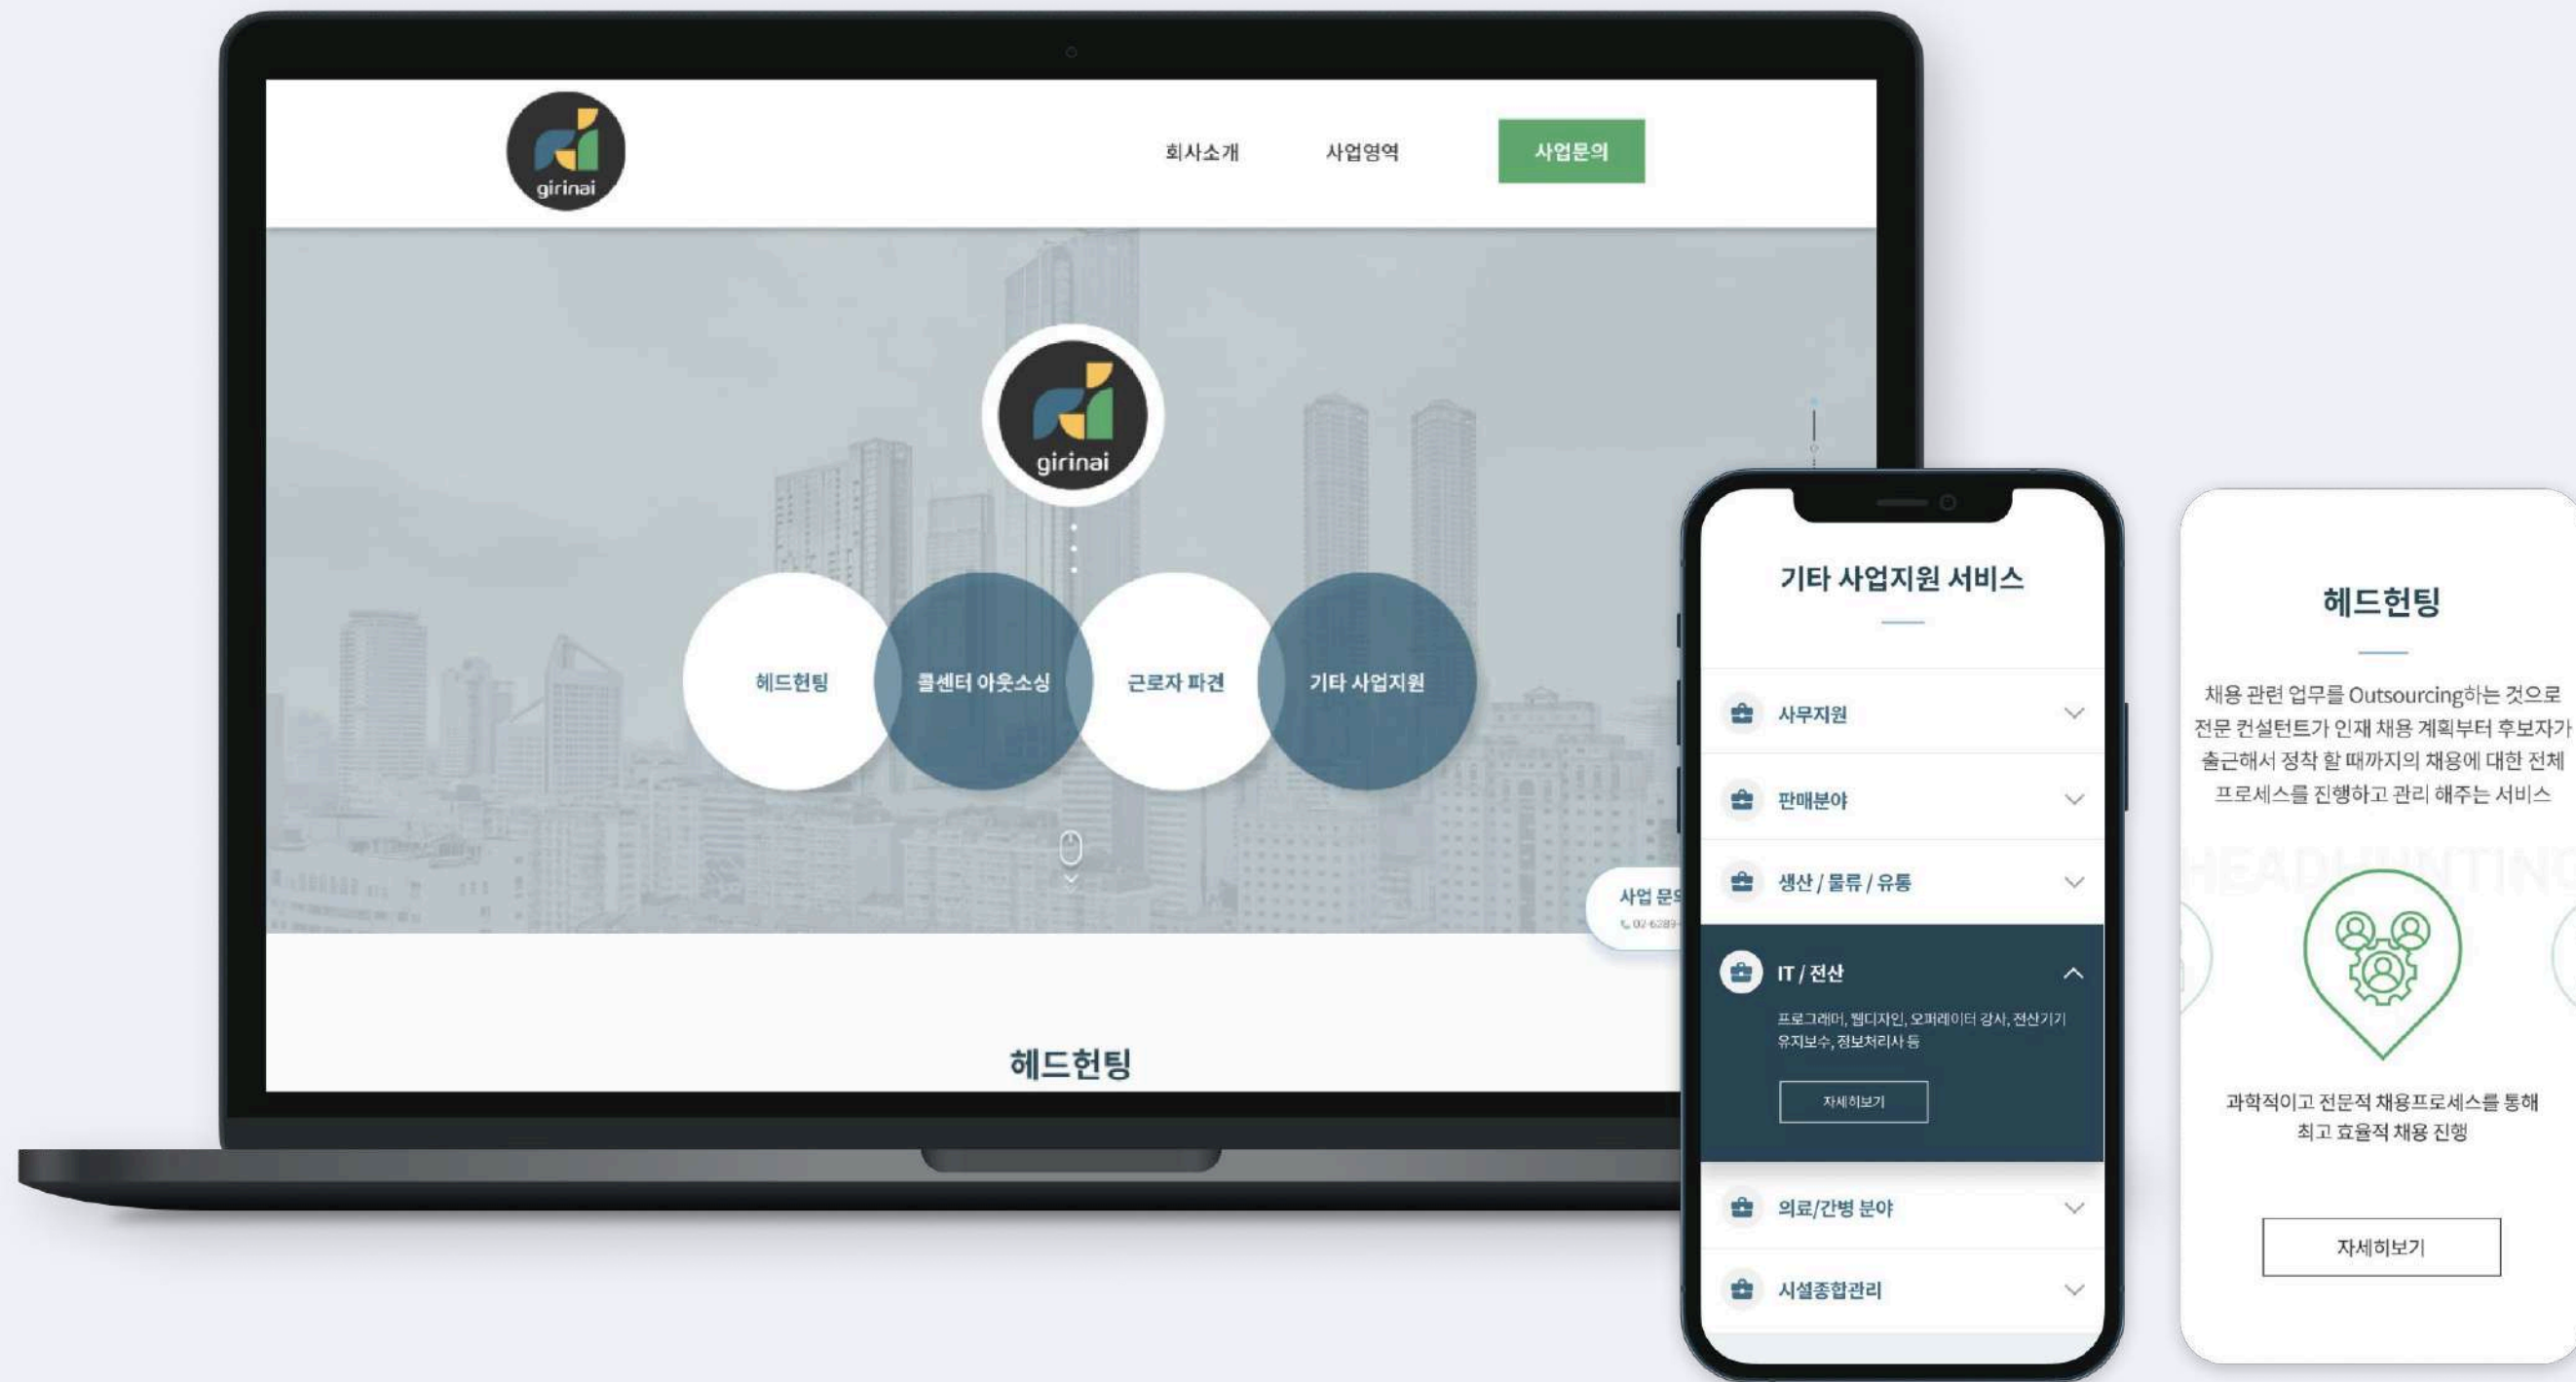 girinai
회사소개
사업영역
사업문의
girinai
헤드헌팅
콜센터 아웃소싱
근로자 파견
기타 사업지원
사업 문의
02-6289-
헤드헌팅
기타 사업지원 서비스
사무지원
판매분야
생산 / 물류 / 유통
IT / 전산
프로그래머, 웹디자인, 오퍼레이터 강사, 전산기기
유지보수, 정보처리사 등
자세히보기
의료/간병 분야
시설종합관리
헤드헌팅
채용 관련 업무를 Outsourcing하는 것으로
전문 컨설턴트가 인재 채용 계획부터 후보자가
출근해서 정착 할 때까지의 채용에 대한 전체
프로세스를 진행하고 관리 해주는 서비스
HEADHUNTING
과학적이고 전문적 채용프로세스를 통해
최고 효율적 채용 진행
자세히보기